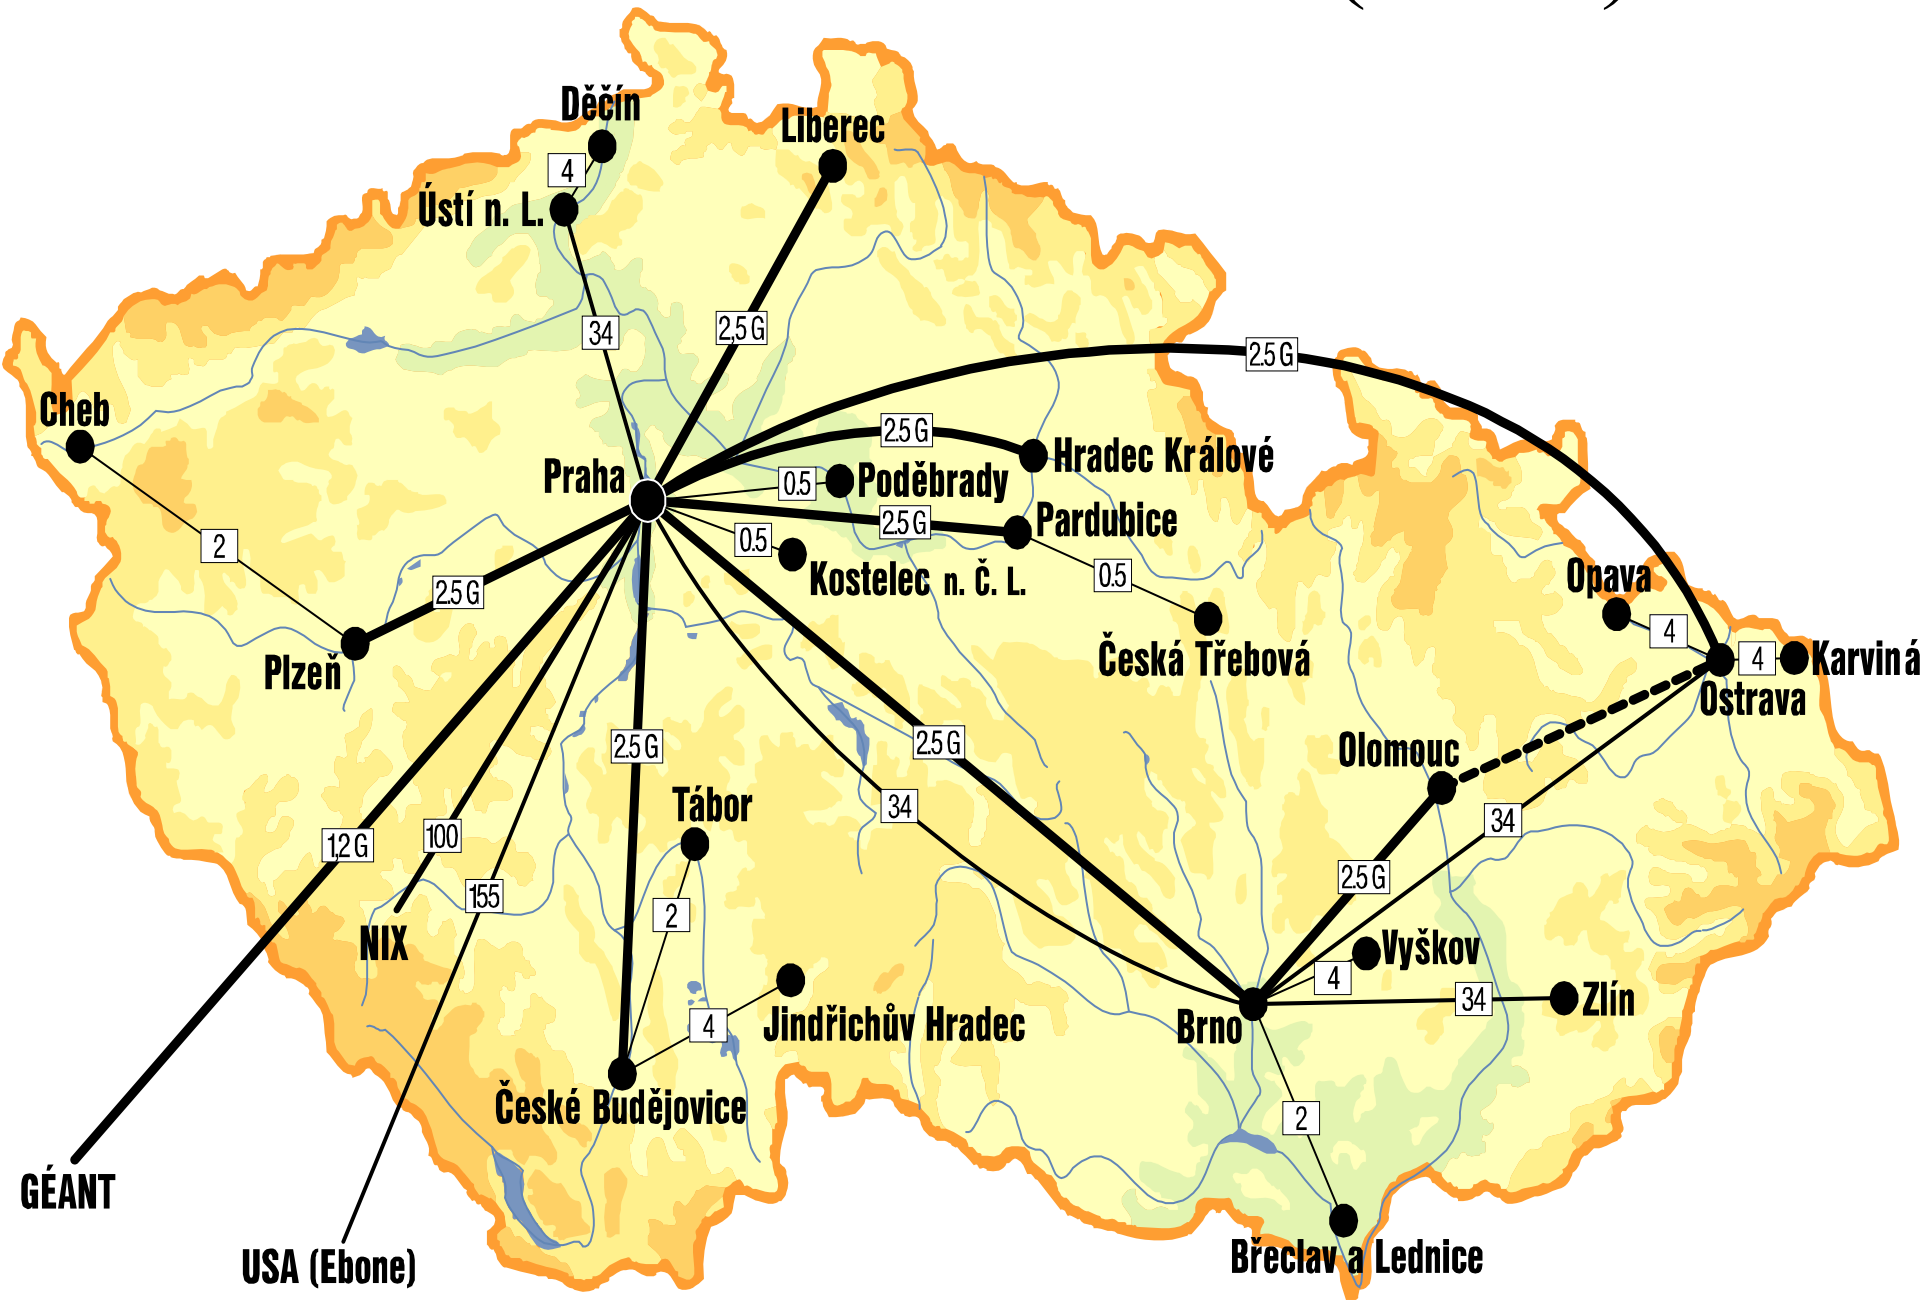 Děčín
Liberec
4
Ústí n. L.
2,5 G
34
2.5 G
Cheb
2.5 G
Hradec Králové
Praha
Poděbrady
0.5
2.5 G
Pardubice
2
0.5
Kostelec n. Č. L.
0.5
Opava
2.5 G
4
4
Karviná
Plzeň
Česká Třebová
Ostrava
2.5 G
2.5 G
Olomouc
Tábor
34
34
1,2 G
100
155
2.5 G
2
NIX
Vyškov
4
34
Zlín
4
Jindřichův Hradec
Brno
České Budějovice
2
GÉANT
USA (Ebone)
Břeclav a Lednice